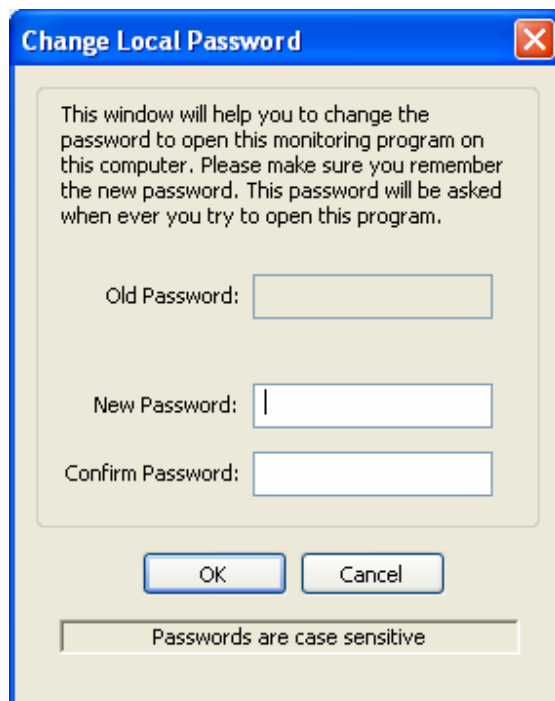 Change Local Password
This window will help you to change the
password to open this monitoring program on
this computer. Please make sure you remember
the new password. This password will be asked
when ever you try to open this program.
Old Password:
New Password:
Confirm Password:
OK
Cancel
Passwords are case sensitive